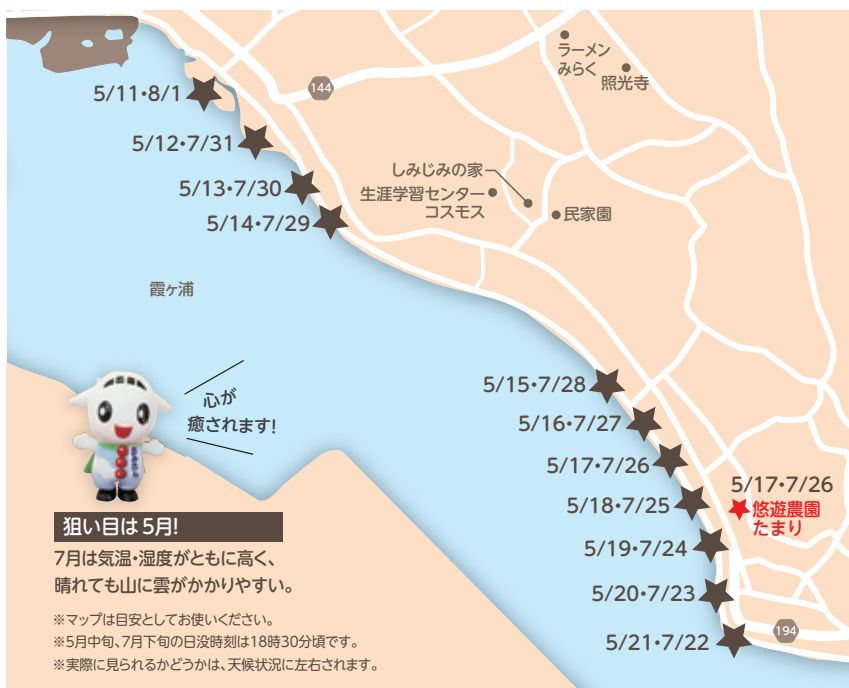 ラーメン
みらく
照光寺
144
5/11・8/1
5/12・7/31
5/13・7/30
5/14・7/29
しみじみの家
生涯学習センター
コスモス
民家園
霞ヶ浦
心が
癒されます!
5/15・7/28
5/16・7/27
5/17・7/26
5/18・7/25
5/19・7/24
5/20・7/23
5/21・7/22
5/17・7/26
悠遊農園
たまり
194
狙い目は5月!
7月は気温・湿度がともに高く、
晴れても山に雲がかかりやすい。
※マップは目安としてお使いください。
※5月中旬、7月下旬の日没時刻は18時30分頃です。
※実際に見られるかどうかは、天候状況に左右されます。